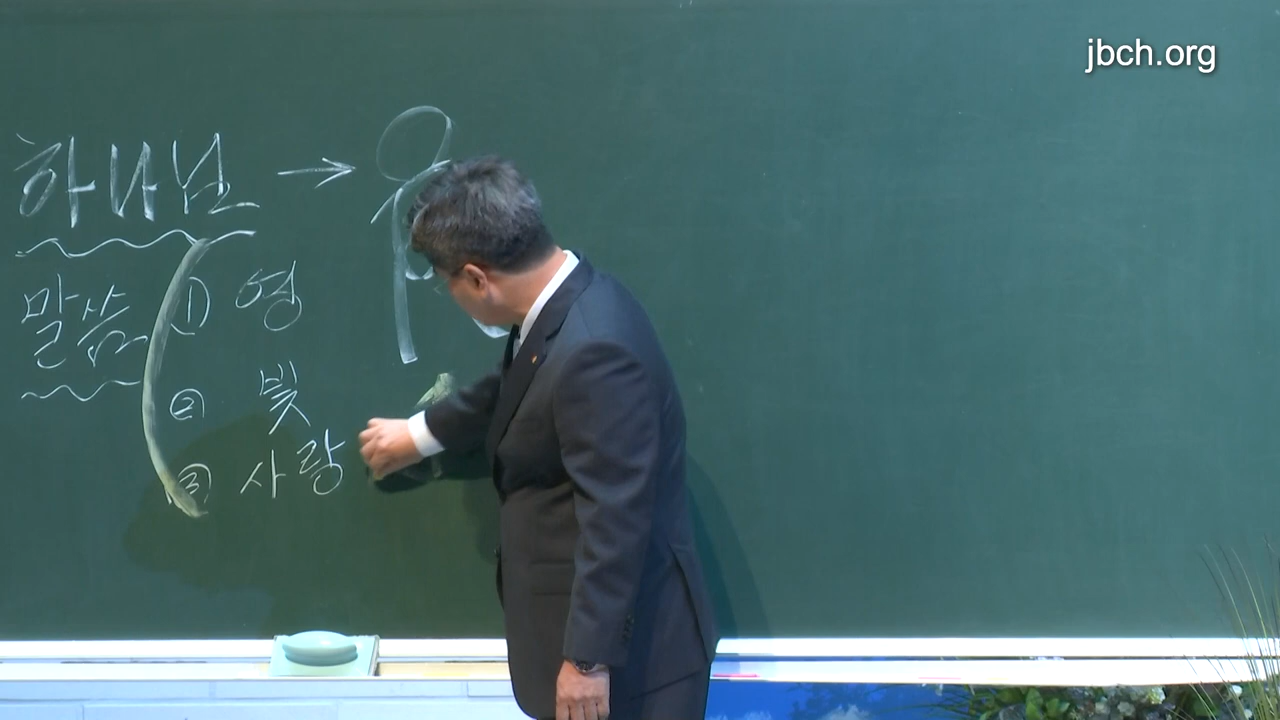 jbch.org
하나님 →
말씀 ① 영
② 빛
③ 사랑